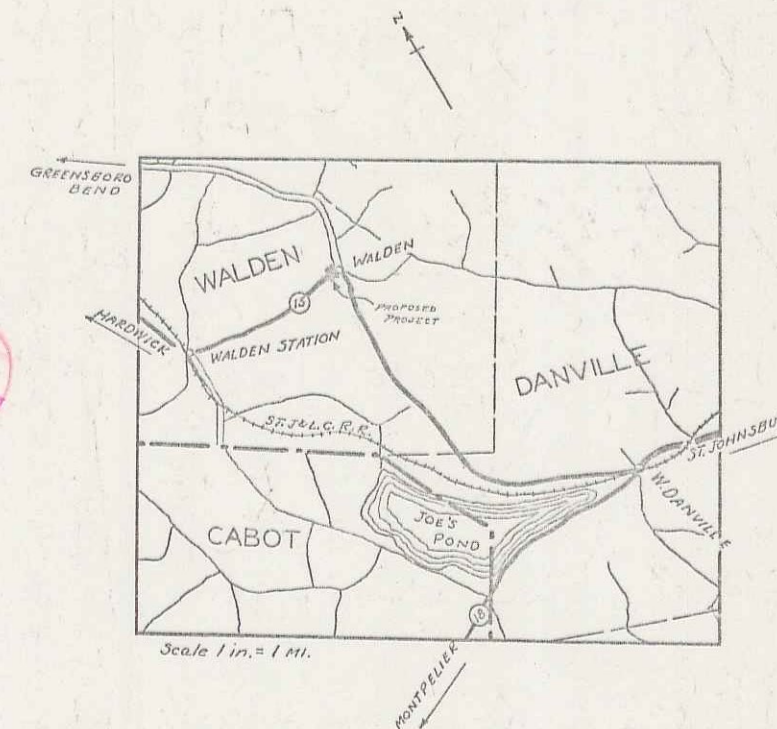 N
GREENSBORO
BEND
WALDEN
WALDEN
15
PROPOSED
PROJECT
HARDWICK
WALDEN STATION
DANVILLE
ST. J & L.C. R.R.
ST. JOHNSBU
W. DANVILLE
JOE'S
POND
CABOT
18
Scale 1 in. = 1 MI.
MONTPELIER